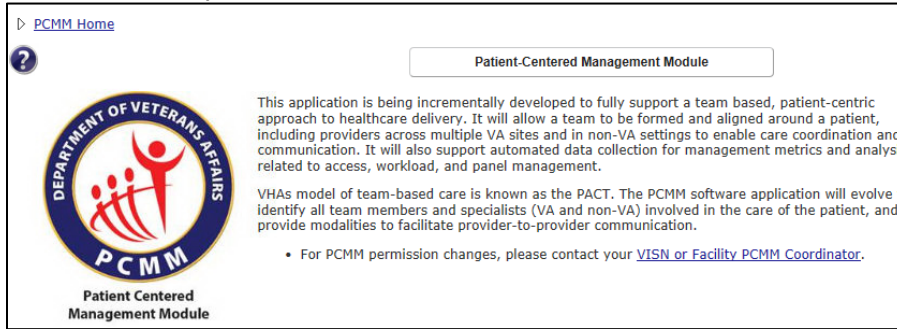 PCMM Home
?
Patient-Centered Management Module
DEPARTMENT OF VETERANS AFFAIRS
PCMM
Patient Centered
Management Module
This application is being incrementally developed to fully support a team based, patient-centric
approach to healthcare delivery. It will allow a team to be formed and aligned around a patient,
including providers across multiple VA sites and in non-VA settings to enable care coordination and
communication. It will also support automated data collection for management metrics and analys
related to access, workload, and panel management.
VHAs model of team-based care is known as the PACT. The PCMM software application will evolve
identify all team members and specialists (VA and non-VA) involved in the care of the patient, and
provide modalities to facilitate provider-to-provider communication.
• For PCMM permission changes, please contact your VISN or Facility PCMM Coordinator.